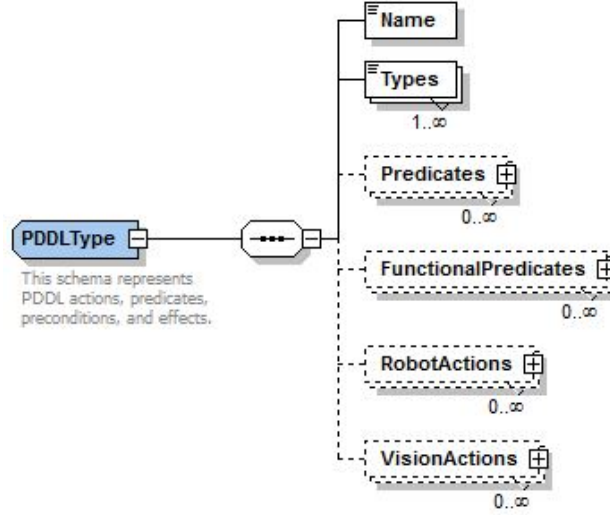 Name
Types
1..∞
Predicates
0..∞
PDDLType
This schema represents
PDDL actions, predicates,
preconditions, and effects.
FunctionalPredicates
0..∞
RobotActions
0..∞
VisionActions
0..∞